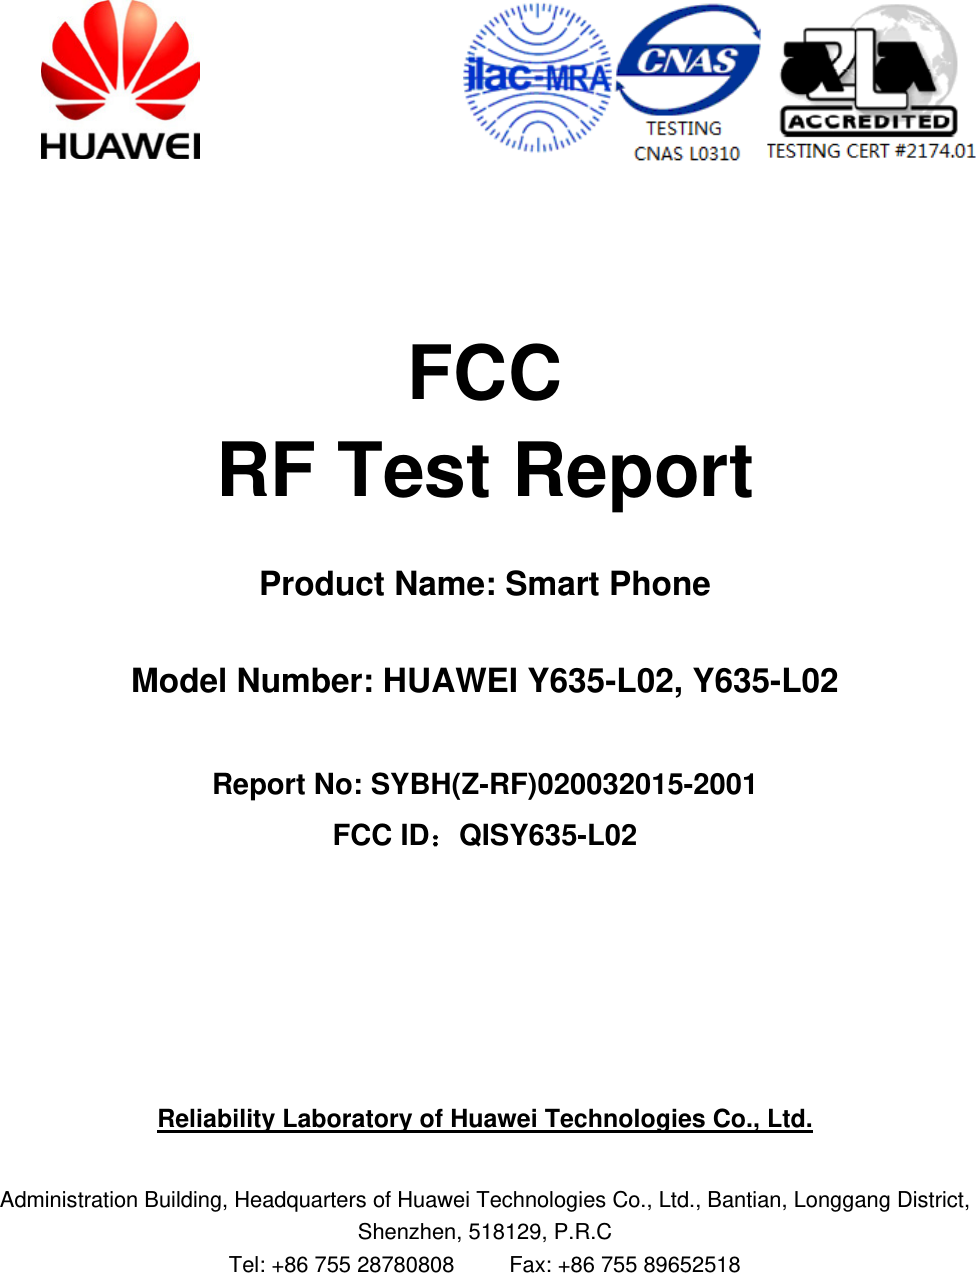 HUAWEI
ilac-MRA
CNAS
TESTING
CNAS L0310
A2LA
ACCREDITED
TESTING CERT #2174.01
FCC
RF Test Report
Product Name: Smart Phone
Model Number: HUAWEI Y635-L02, Y635-L02
Report No: SYBH(Z-RF)020032015-2001
FCC ID：QISY635-L02
Reliability Laboratory of Huawei Technologies Co., Ltd.
Administration Building, Headquarters of Huawei Technologies Co., Ltd., Bantian, Longgang District,
Shenzhen, 518129, P.R.C
Tel: +86 755 28780808 Fax: +86 755 89652518